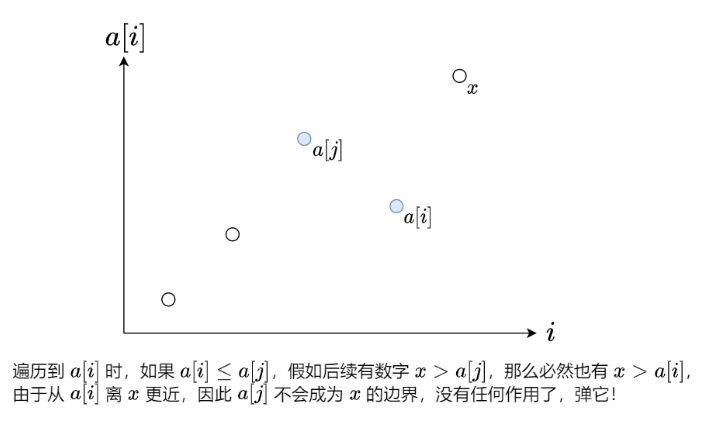 a[i]
x
a[j]
a[i]
i
遍历到 a[i] 时，如果 a[i] ≤ a[j]，假如后续有数字 x > a[j]，那么必然也有 x > a[i]，
由于从 a[i] 离 x 更近，因此 a[j] 不会成为 x 的边界，没有任何作用了，弹它！